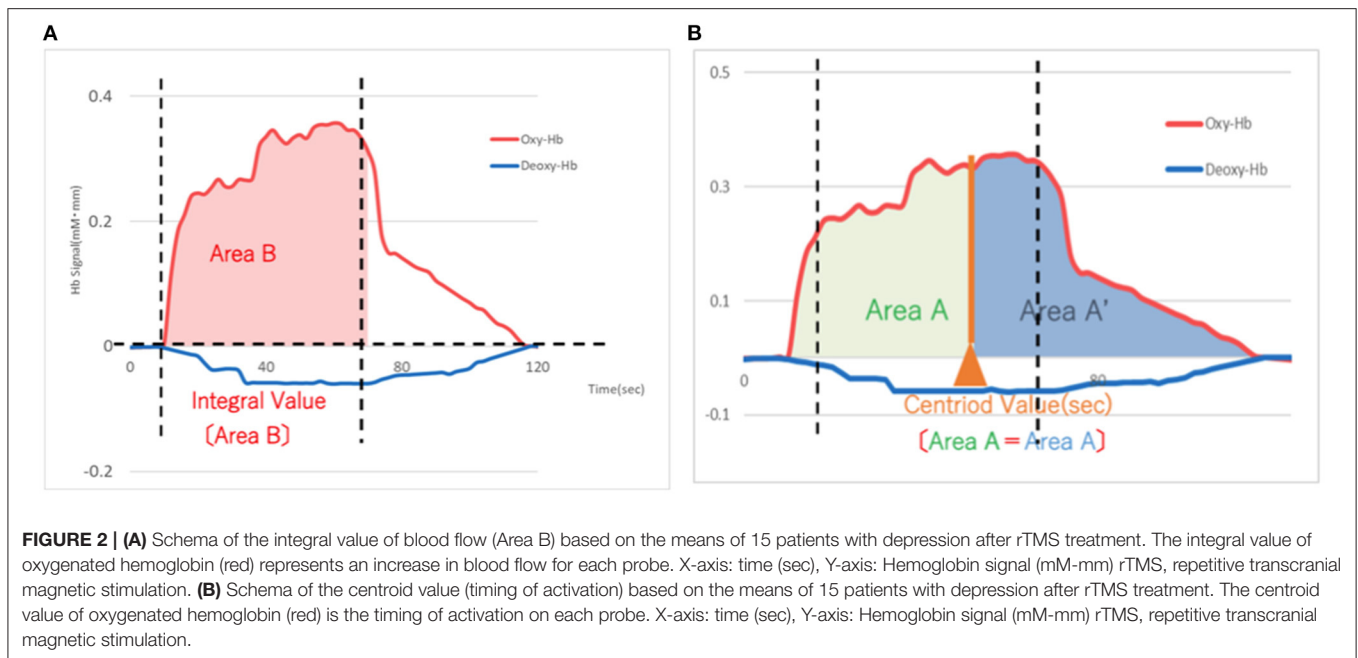 A
0.4
0.2
0
-0.2
Hb Signal(mM・mm)
Oxy-Hb
Deoxy-Hb
Area B
0
40
80
120
Time(sec)
Integral Value
〔Area B〕
B
0.5
0.3
0.1
-0.1
Oxy-Hb
Deoxy-Hb
Area A
Area A'
0
80
Centriod Value(sec)
〔Area A = Area A〕
FIGURE 2 | (A) Schema of the integral value of blood flow (Area B) based on the means of 15 patients with depression after rTMS treatment. The integral value of
oxygenated hemoglobin (red) represents an increase in blood flow for each probe. X-axis: time (sec), Y-axis: Hemoglobin signal (mM-mm) rTMS, repetitive transcranial
magnetic stimulation. (B) Schema of the centroid value (timing of activation) based on the means of 15 patients with depression after rTMS treatment. The centroid
value of oxygenated hemoglobin (red) is the timing of activation on each probe. X-axis: time (sec), Y-axis: Hemoglobin signal (mM-mm) rTMS, repetitive transcranial
magnetic stimulation.